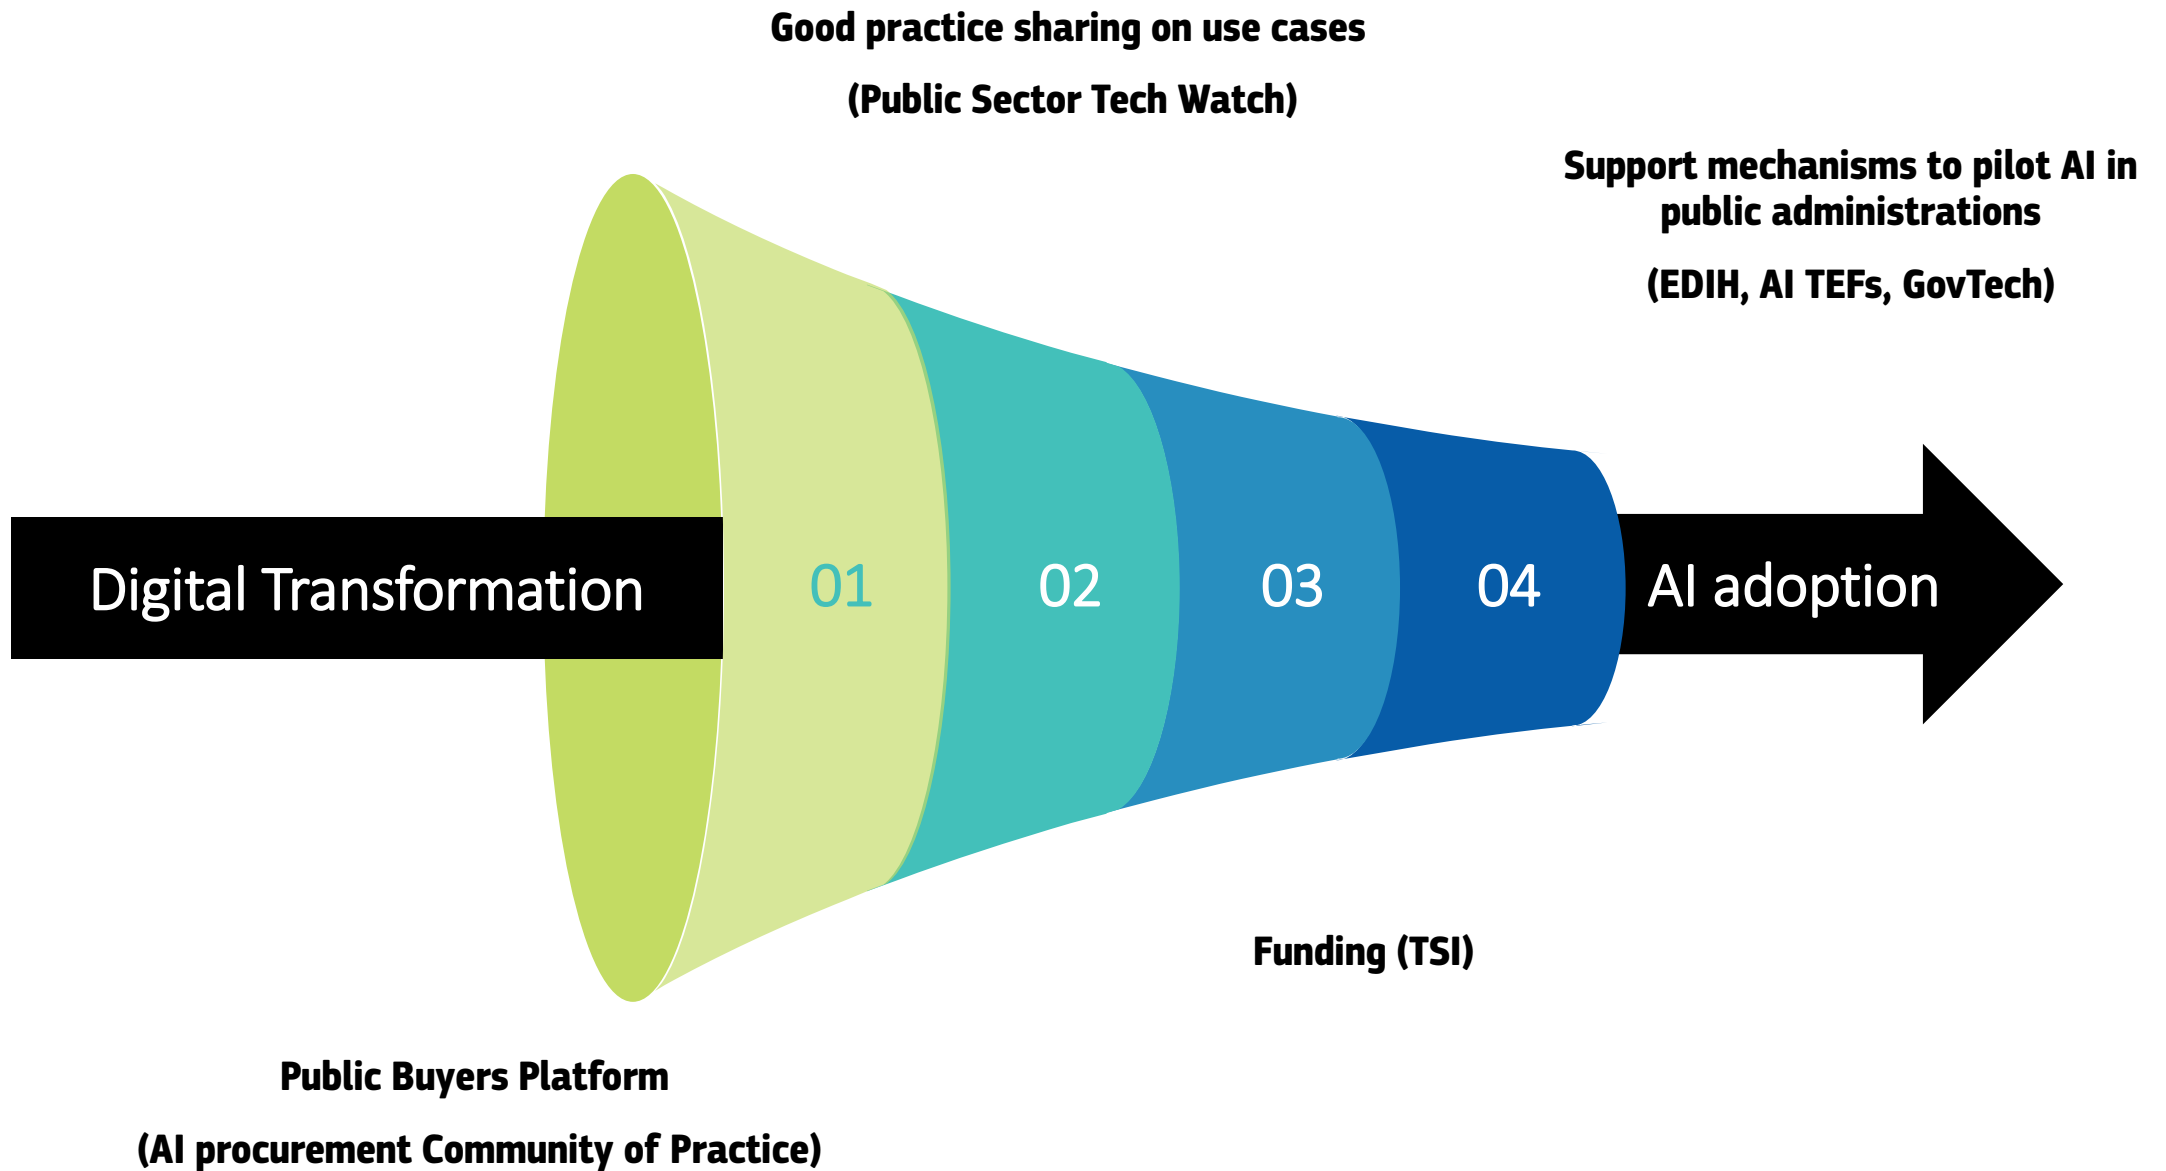 Good practice sharing on use cases
(Public Sector Tech Watch)
Support mechanisms to pilot AI in
public administrations
(EDIH, AI TEFs, GovTech)
Digital Transformation
01
02
03
04
AI adoption
Funding (TSI)
Public Buyers Platform
(AI procurement Community of Practice)